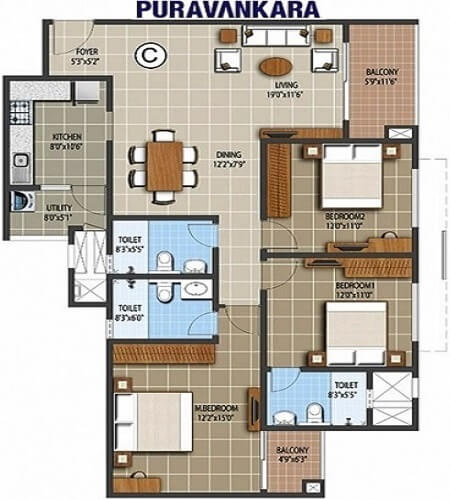 PURAVANKARA
FOYER
5'3"x5'2"
C
LIVING
19'0"x11'6"
BALCONY
5'9"x11'6"
KITCHEN
8'0"x10'6"
DINING
12'2"x7'9"
UTILITY
8'0"x5'1"
BEDROOM2
12'0"x11'0"
TOILET
8'3"x5'5"
TOILET
8'3"x6'0"
BEDROOM1
12'0"x11'0"
TOILET
8'3"x5'5"
M.BEDROOM
12'2"x15'0"
BALCONY
4'9"x6'3"